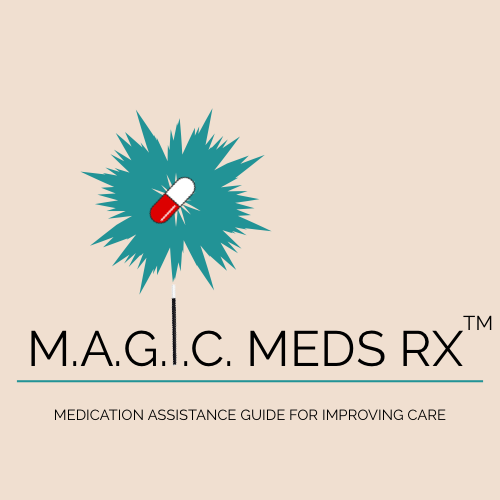 M.A.G.I.C. MEDS RX™
MEDICATION ASSISTANCE GUIDE FOR IMPROVING CARE